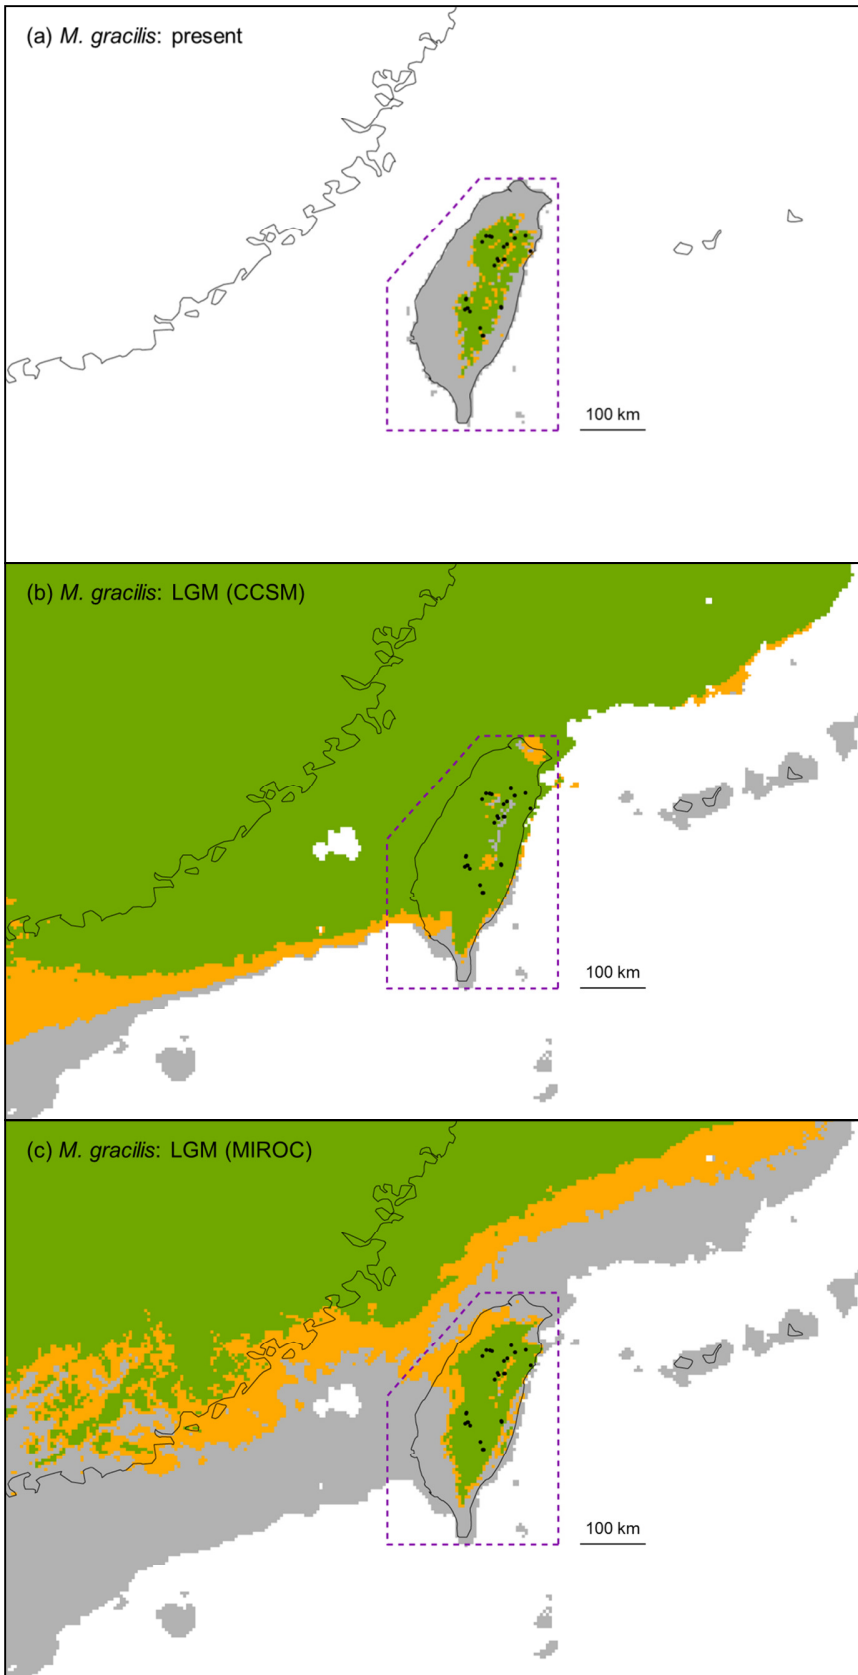 (a) M. gracilis: present
100 km
(b) M. gracilis: LGM (CCSM)
100 km
(c) M. gracilis: LGM (MIROC)
100 km